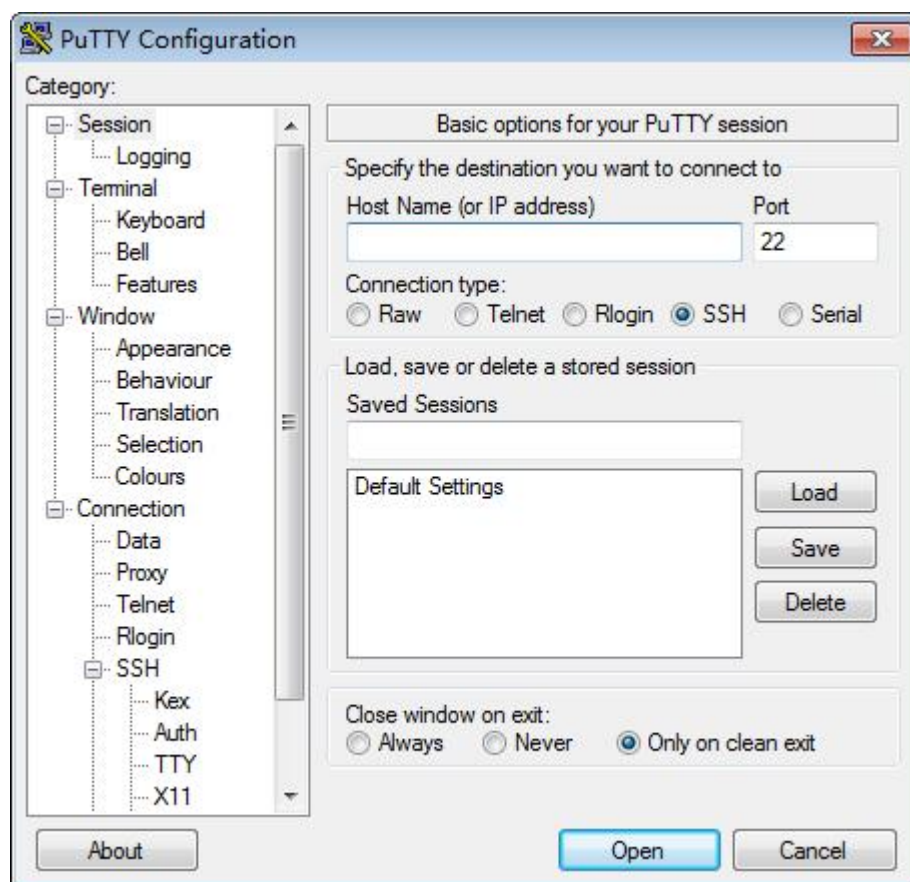 PuTTY Configuration
Category:
Session
Logging
Terminal
Keyboard
Bell
Features
Window
Appearance
Behaviour
Translation
Selection
Colours
Connection
Data
Proxy
Telnet
Rlogin
SSH
Kex
Auth
TTY
X11
Basic options for your PuTTY session
Specify the destination you want to connect to
Host Name (or IP address) Port
22
Connection type:
Raw Telnet Rlogin SSH Serial
Load, save or delete a stored session
Saved Sessions
Default Settings
Load
Save
Delete
Close window on exit:
Always Never Only on clean exit
About Open Cancel